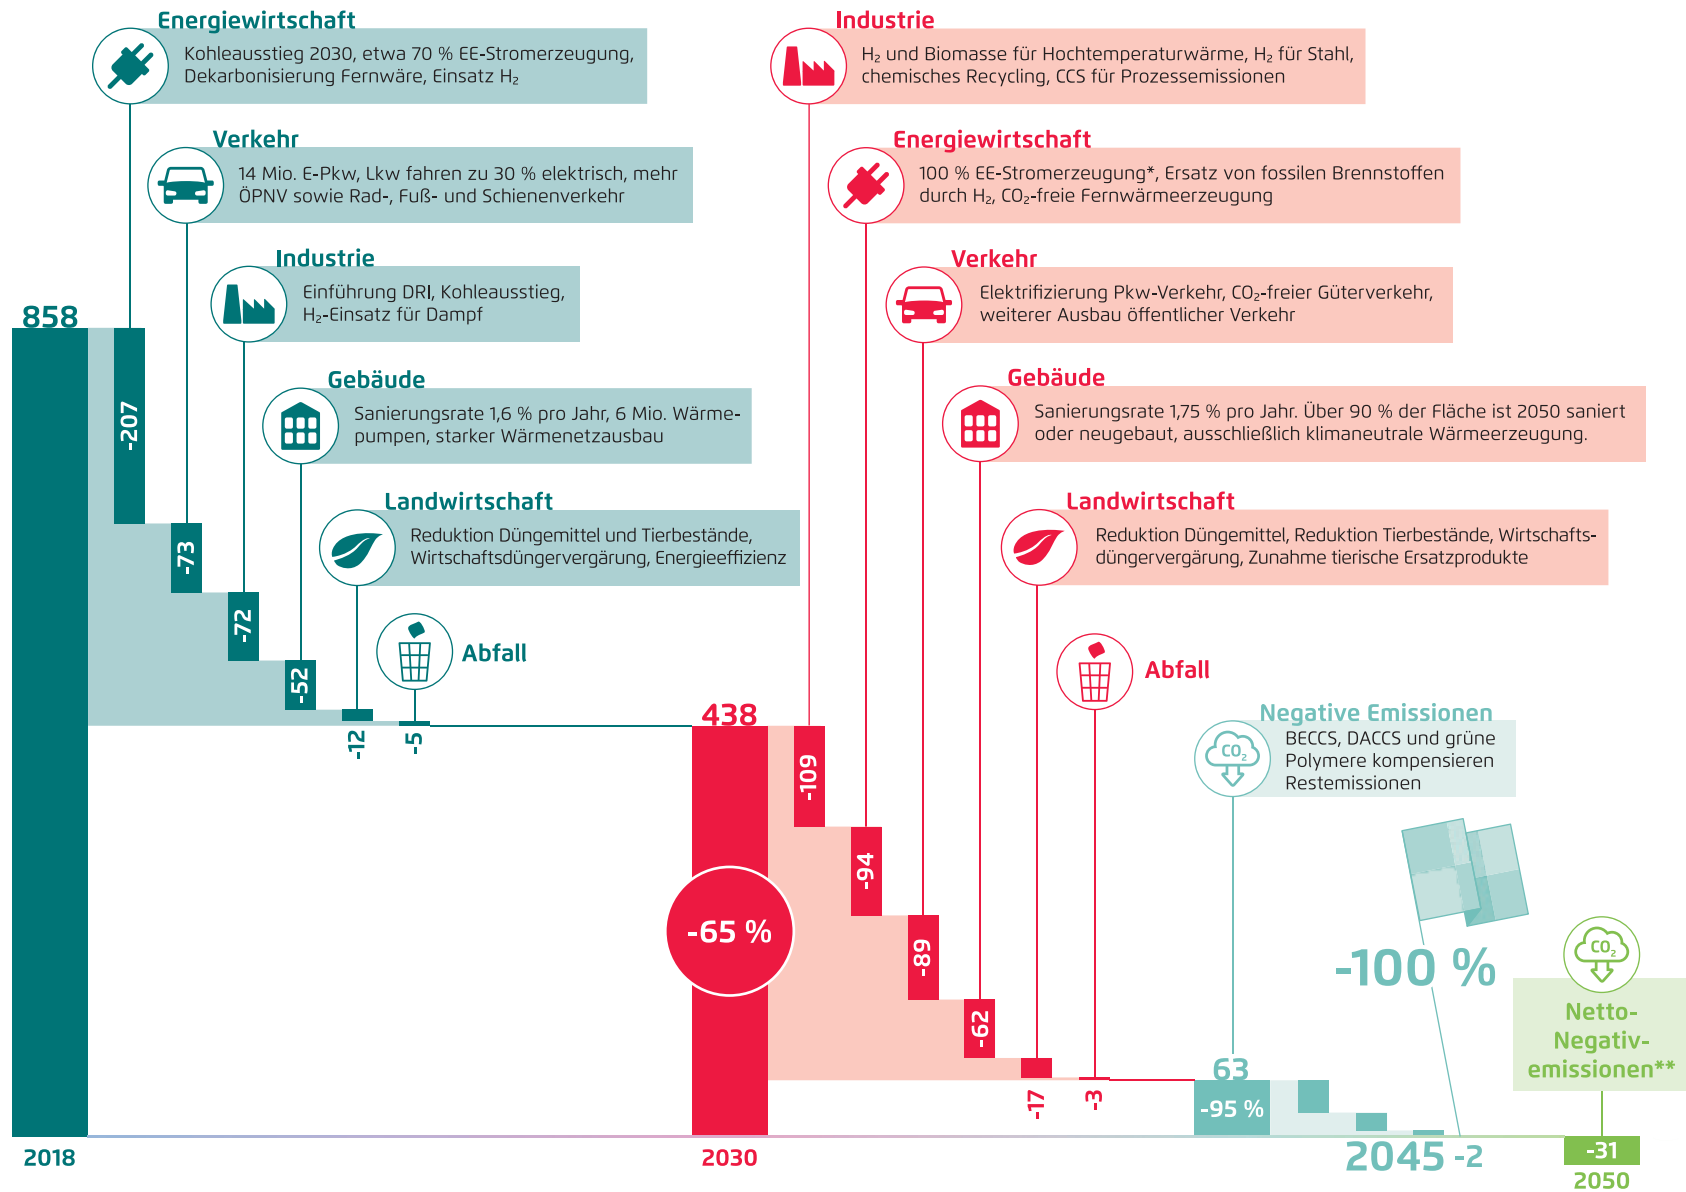 Energiewirtschaft
Kohleausstieg 2030, etwa 70 % EE-Stromerzeugung,
Dekarbonisierung Fernwäre, Einsatz H₂
Verkehr
14 Mio. E-Pkw, Lkw fahren zu 30 % elektrisch, mehr
ÖPNV sowie Rad-, Fuß- und Schienenverkehr
Industrie
Einführung DRI, Kohleausstieg,
H₂-Einsatz für Dampf
Gebäude
Sanierungsrate 1,6 % pro Jahr, 6 Mio. Wärme-
pumpen, starker Wärmenetzausbau
Landwirtschaft
Reduktion Düngemittel und Tierbestände,
Wirtschaftsdüngervergärung, Energieeffizienz
Abfall
858
-207
-73
-72
-52
-12
-5
2018
Industrie
H₂ und Biomasse für Hochtemperaturwärme, H₂ für Stahl,
chemisches Recycling, CCS für Prozessemissionen
Energiewirtschaft
100 % EE-Stromerzeugung*, Ersatz von fossilen Brennstoffen
durch H₂, CO₂-freie Fernwärmeerzeugung
Verkehr
Elektrifizierung Pkw-Verkehr, CO₂-freier Güterverkehr,
weiterer Ausbau öffentlicher Verkehr
Gebäude
Sanierungsrate 1,75 % pro Jahr. Über 90 % der Fläche ist 2050 saniert
oder neugebaut, ausschließlich klimaneutrale Wärmeerzeugung.
Landwirtschaft
Reduktion Düngemittel, Reduktion Tierbestände, Wirtschafts-
düngervergärung, Zunahme tierische Ersatzprodukte
Abfall
438
-65 %
-109
-94
-89
-62
-17
-3
2030
Negative Emissionen
CO₂
BECCS, DACCS und grüne
Polymere kompensieren
Restemissionen
63
-95 %
-100 %
2045 -2
CO₂
Netto-
Negativ-
emissionen**
-31
2050